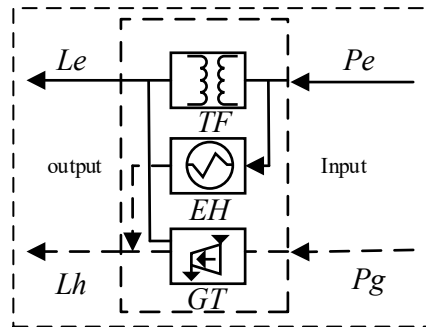 Le Pe
TF
output Input
EH
Lh Pg
GT